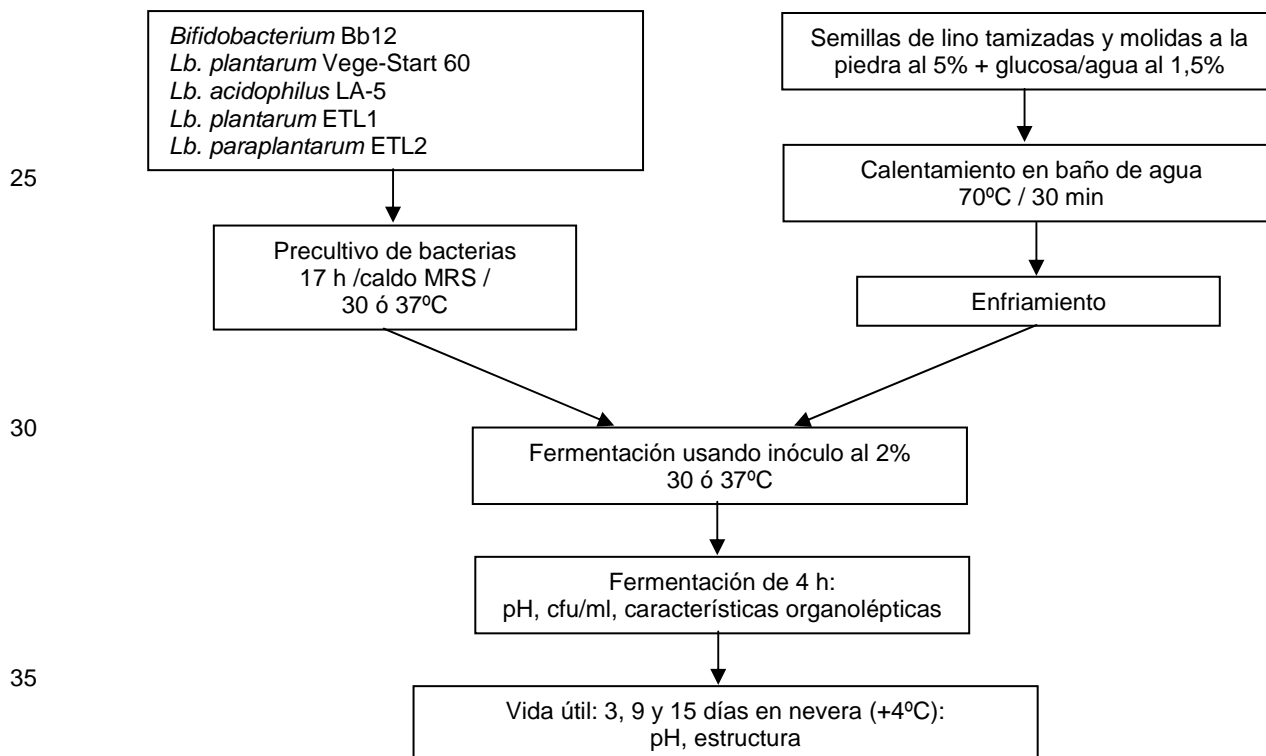 Bifidobacterium Bb12
Lb. plantarum Vege-Start 60
Lb. acidophilus LA-5
Lb. plantarum ETL1
Lb. paraplantarum ETL2
Semillas de lino tamizadas y molidas a la
piedra al 5% + glucosa/agua al 1,5%
25
Calentamiento en baño de agua
70ºC / 30 min
Precultivo de bacterias
17 h /caldo MRS /
30 ó 37ºC
Enfriamiento
30
Fermentación usando inóculo al 2%
30 ó 37ºC
Fermentación de 4 h:
pH, cfu/ml, características organolépticas
35
Vida útil: 3, 9 y 15 días en nevera (+4ºC):
pH, estructura